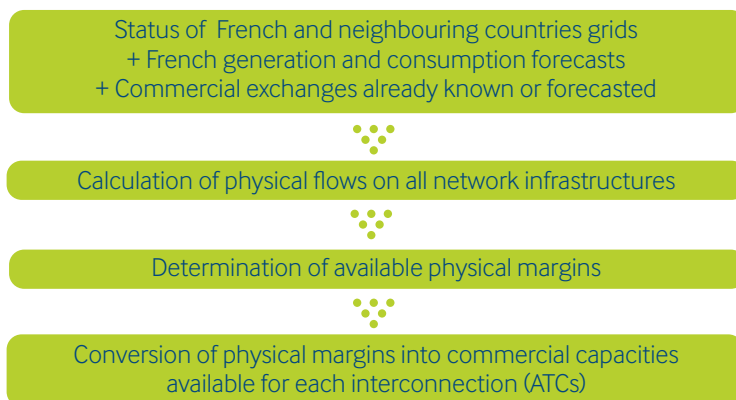 Status of French and neighbouring countries grids
+ French generation and consumption forecasts
+ Commercial exchanges already known or forecasted
Calculation of physical flows on all network infrastructures
Determination of available physical margins
Conversion of physical margins into commercial capacities
available for each interconnection (ATCs)